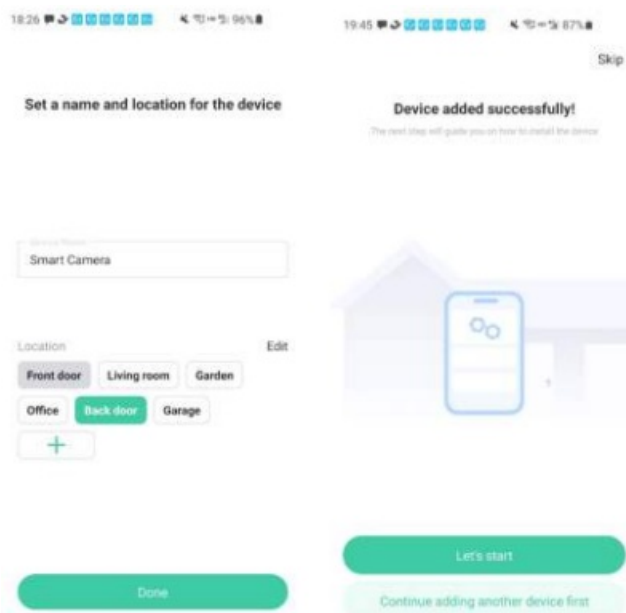 18:26
96%
Set a name and location for the device
Device Name
Smart Camera
Location
Edit
Front door
Living room
Garden
Office
Back door
Garage
+
Done
19:45
87%
Skip
Device added successfully!
The next step will guide you on how to install the device
Let's start
Continue adding another device first